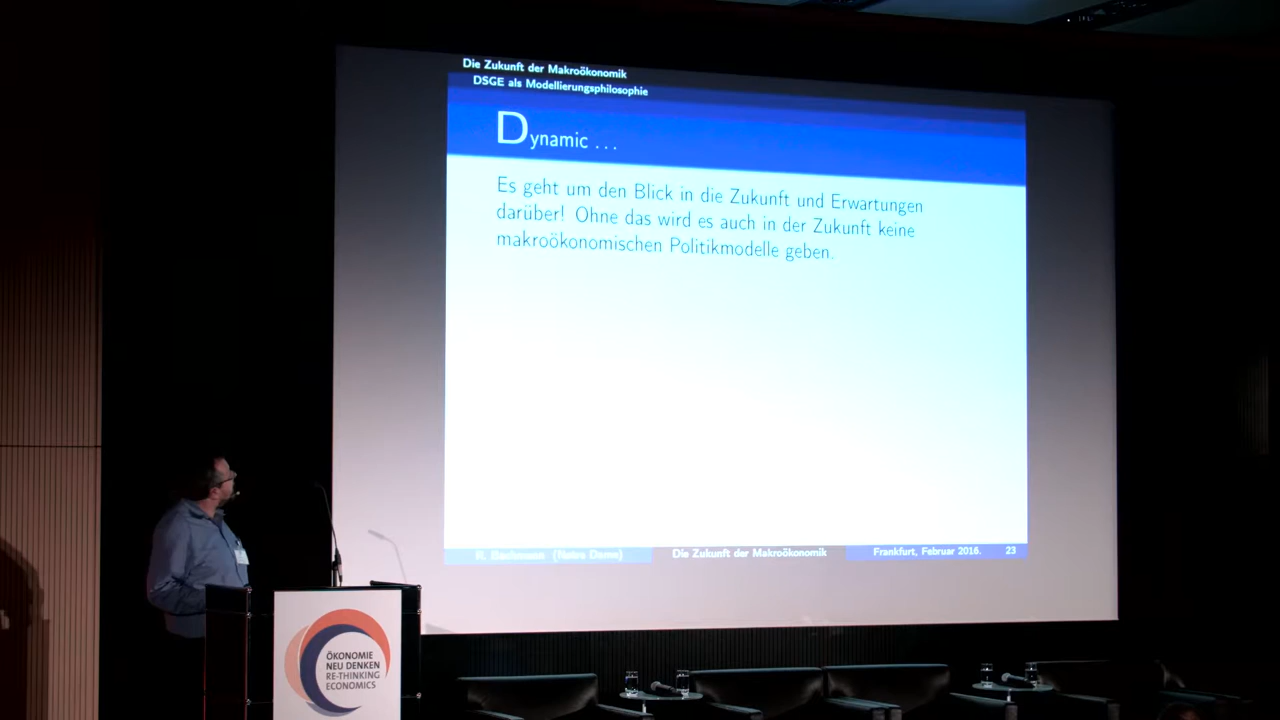 Die Zukunft der Makroökonomik
DSGE als Modellierungsphilosophie
Dynamic ...
Es geht um den Blick in die Zukunft und Erwartungen
darüber! Ohne das wird es auch in der Zukunft keine
makroökonomischen Politikmodelle geben.
(Notre Dame) Die Zukunft der Makroökonomik Frankfurt, Februar 2016. 23
ÖKONOMIE
NEU DENKEN
RE-THINKING
ECONOMICS